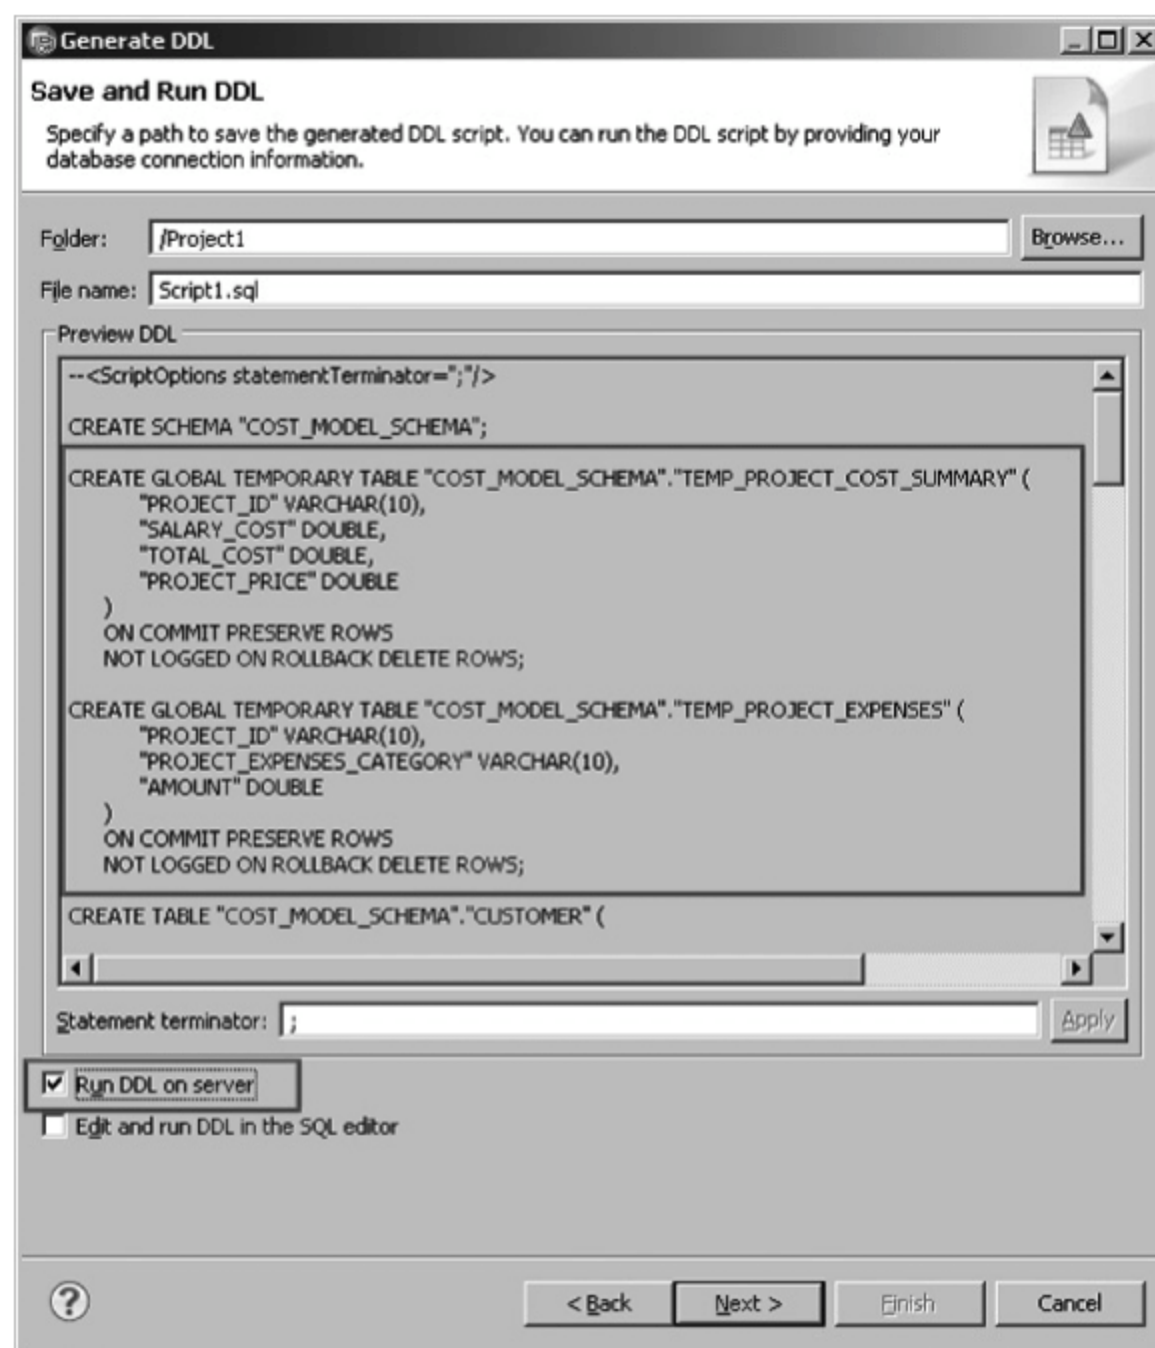 Generate DDL
Save and Run DDL
Specify a path to save the generated DDL script. You can run the DDL script by providing your
database connection information.
Folder: /Project1 Browse...
File name: Script1.sql
Preview DDL
--<ScriptOptions statementTerminator=";"/>
CREATE SCHEMA "COST_MODEL_SCHEMA";
CREATE GLOBAL TEMPORARY TABLE "COST_MODEL_SCHEMA"."TEMP_PROJECT_COST_SUMMARY" (
"PROJECT_ID" VARCHAR(10),
"SALARY_COST" DOUBLE,
"TOTAL_COST" DOUBLE,
"PROJECT_PRICE" DOUBLE
)
ON COMMIT PRESERVE ROWS
NOT LOGGED ON ROLLBACK DELETE ROWS;
CREATE GLOBAL TEMPORARY TABLE "COST_MODEL_SCHEMA"."TEMP_PROJECT_EXPENSES" (
"PROJECT_ID" VARCHAR(10),
"PROJECT_EXPENSES_CATEGORY" VARCHAR(10),
"AMOUNT" DOUBLE
)
ON COMMIT PRESERVE ROWS
NOT LOGGED ON ROLLBACK DELETE ROWS;
CREATE TABLE "COST_MODEL_SCHEMA"."CUSTOMER" (
Statement terminator: ; Apply
Run DDL on server
Edit and run DDL in the SQL editor
? < Back Next > Finish Cancel